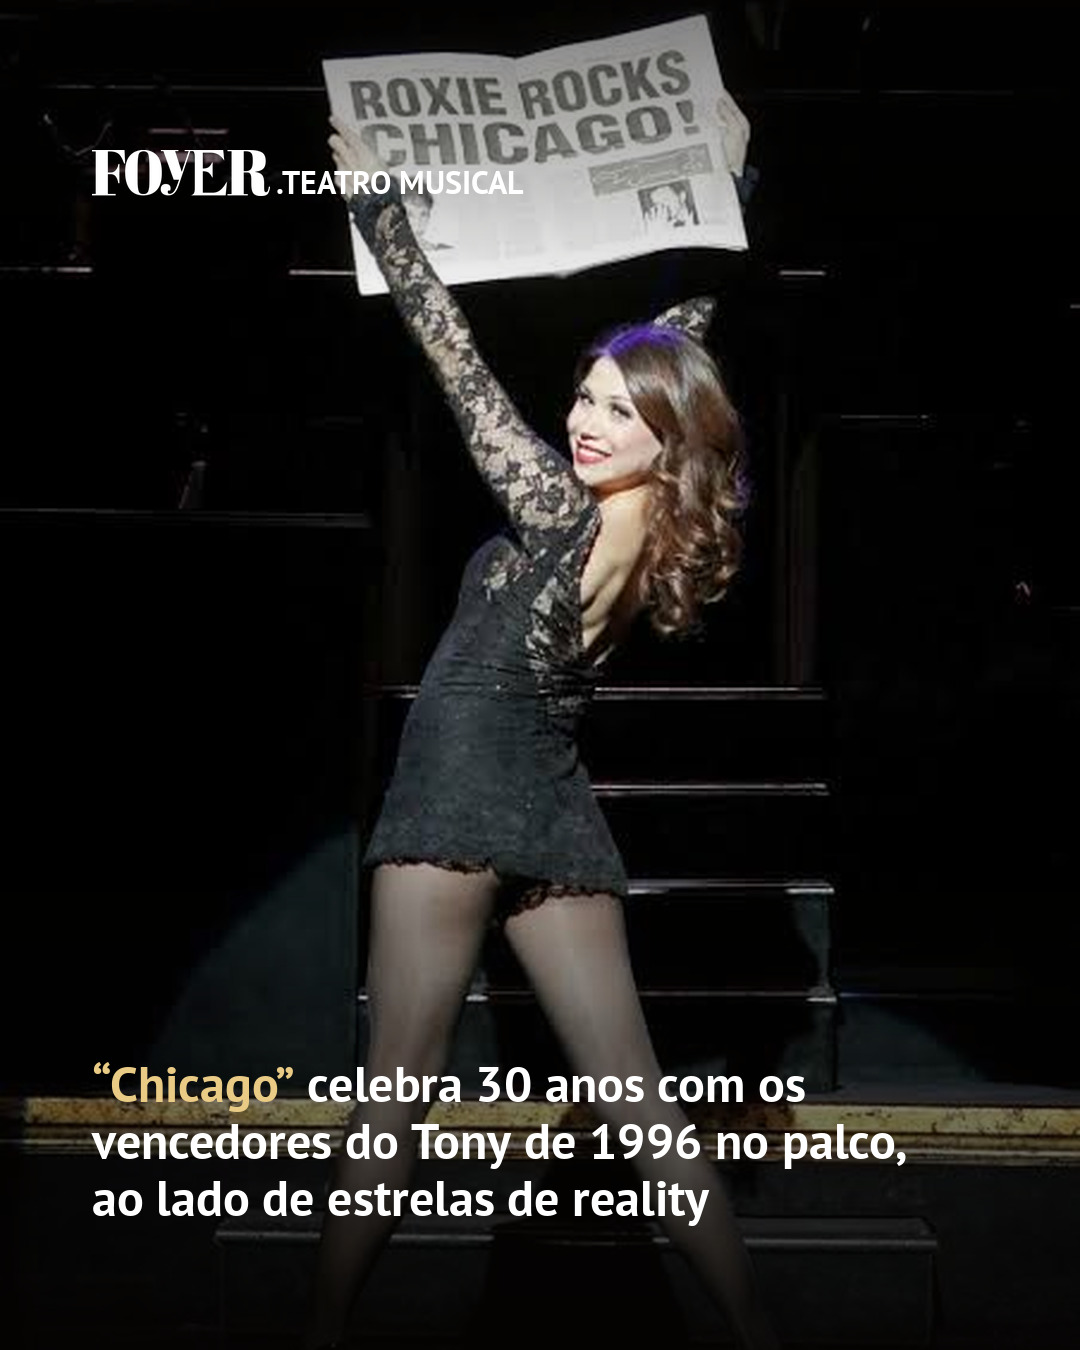 ROXIE ROCKS
CHICAGO!
FOYER .TEATRO MUSICAL
“Chicago” celebra 30 anos com os
vencedores do Tony de 1996 no palco,
ao lado de estrelas de reality